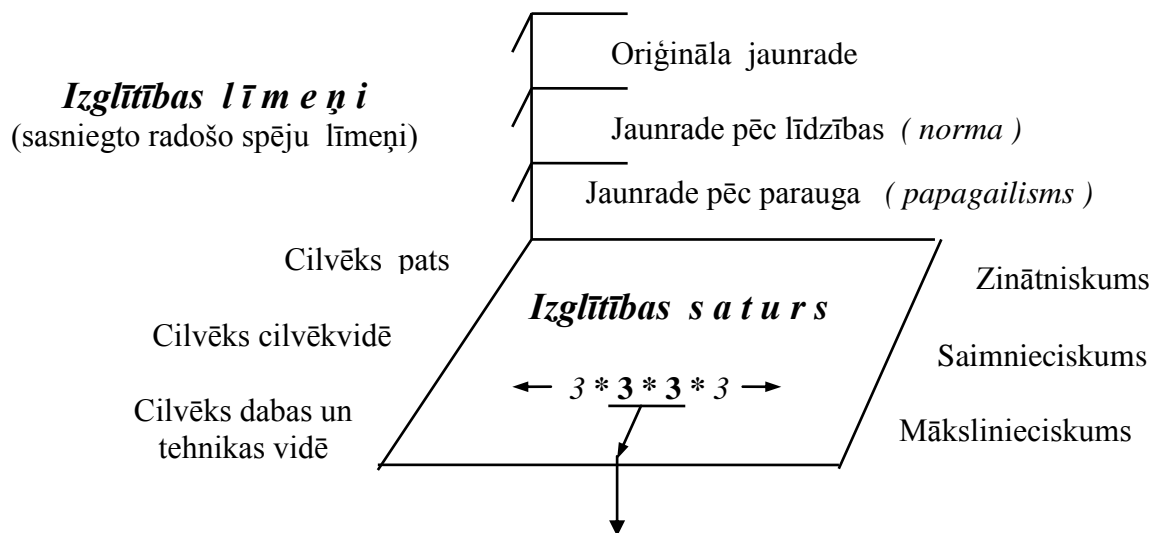 Oriģināla jaunrade
Izglītības l ī m e ņ i
(sasniegto radošo spēju līmeņi)
Jaunrade pēc līdzības ( norma )
Jaunrade pēc parauga ( papagailisms )
Cilvēks pats
Zinātniskums
Izglītības s a t u r s
Cilvēks cilvēkvidē
Saimnieciskums
3 * 3 * 3 * 3
Cilvēks dabas un
tehnikas vidē
Mākslinieciskums